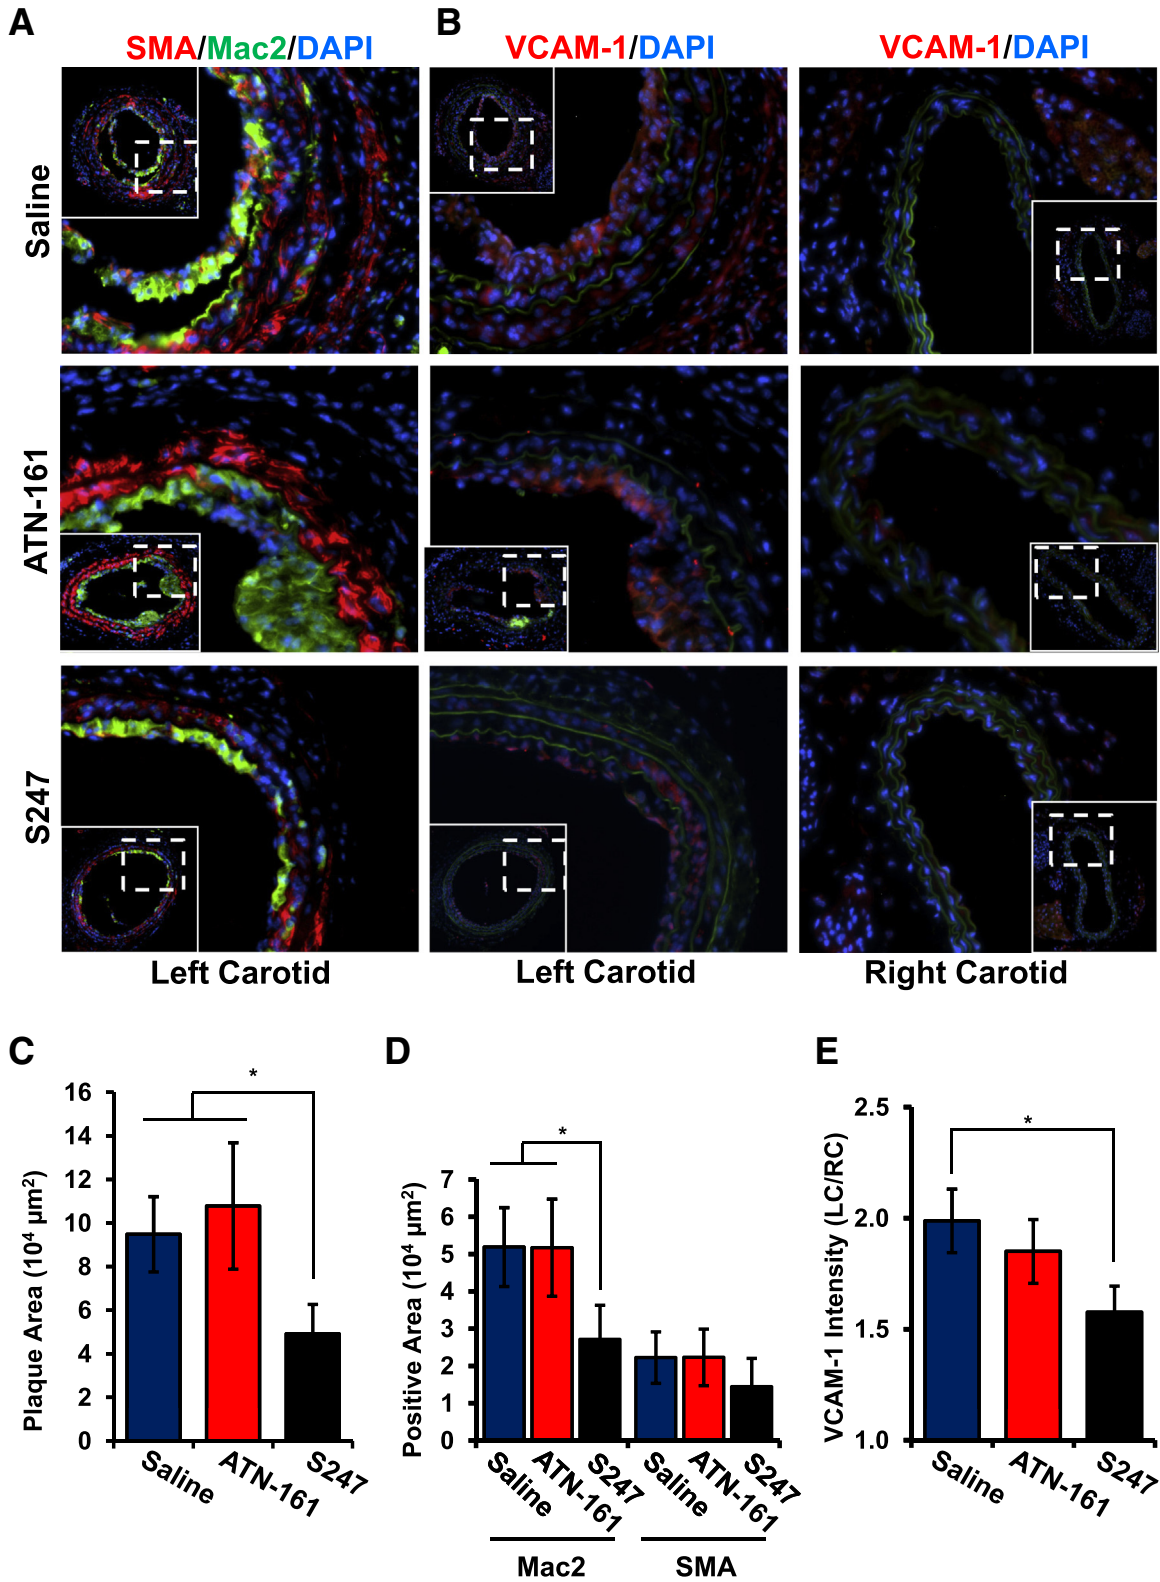 A
B
SMA/Mac2/DAPI
VCAM-1/DAPI
VCAM-1/DAPI
Saline
ATN-161
S247
Left Carotid
Left Carotid
Right Carotid
C
Plaque Area (10⁴ µm²)
16
14
12
10
8
6
4
2
0
*
Saline
ATN-161
S247
D
Positive Area (10⁴ µm²)
7
6
5
4
3
2
1
0
*
Saline
ATN-161
S247
Saline
ATN-161
S247
Mac2
SMA
E
VCAM-1 Intensity (LC/RC)
2.5
2.0
1.5
1.0
*
Saline
ATN-161
S247